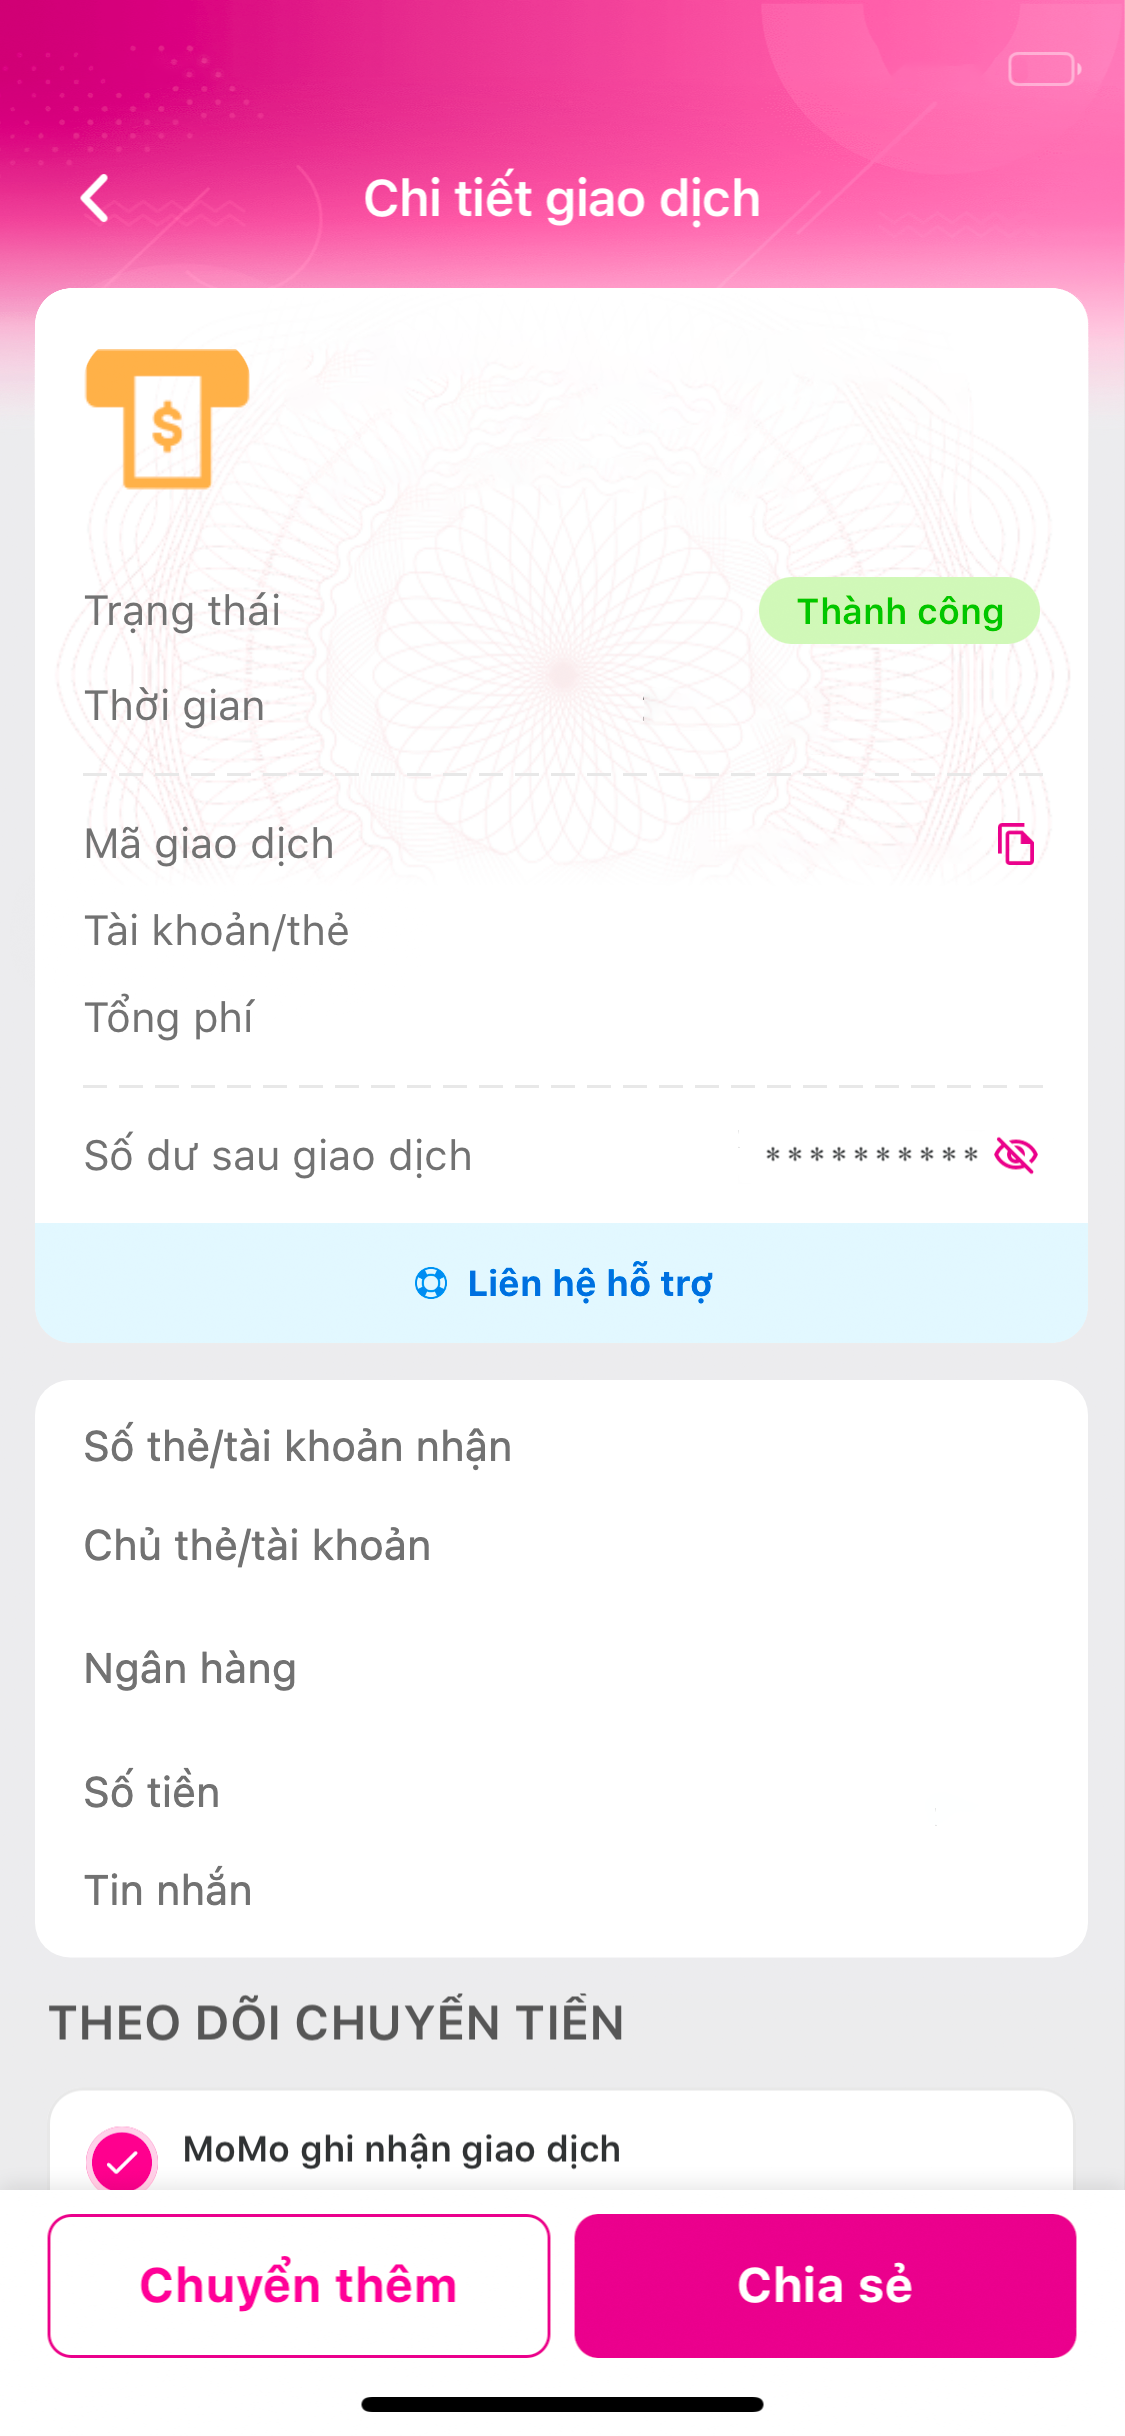 Chi tiết giao dịch
$
Trạng thái
Thành công
Thời gian
Mã giao dịch
Tài khoản/thẻ
Tổng phí
Số dư sau giao dịch
**********
Liên hệ hỗ trợ
Số thẻ/tài khoản nhận
Chủ thẻ/tài khoản
Ngân hàng
Số tiền
Tin nhắn
THEO DÕI CHUYỂN TIỀN
MoMo ghi nhận giao dịch
Chuyển thêm
Chia sẻ